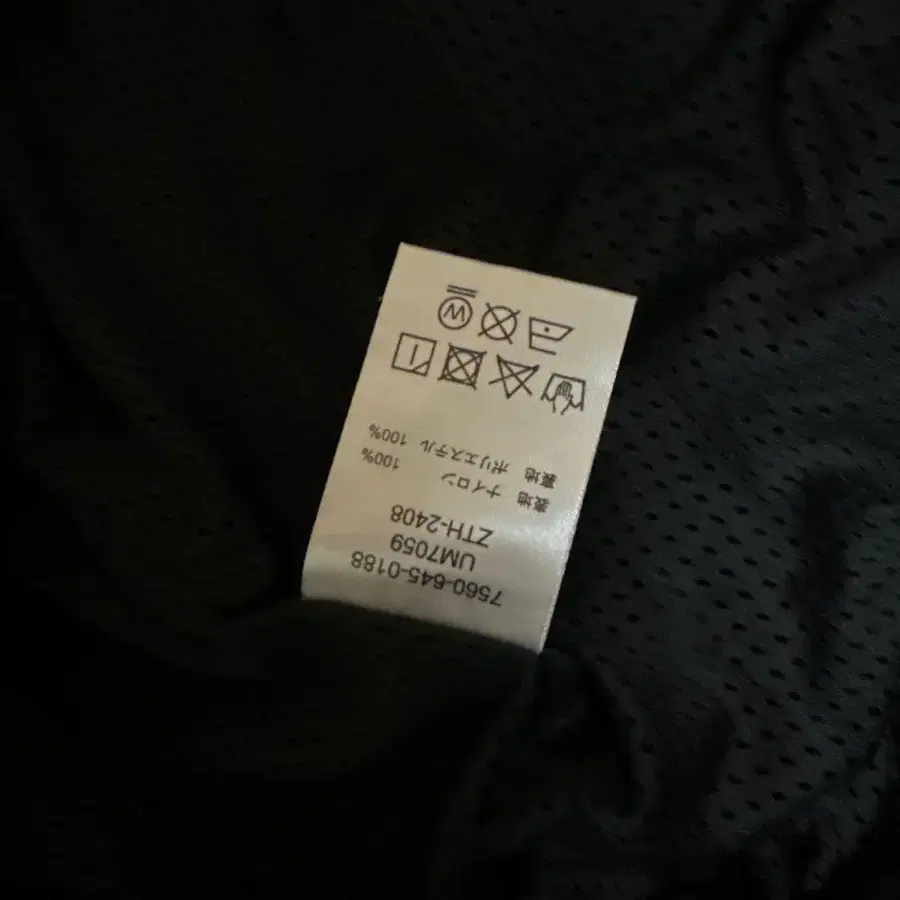 7560-645-0188
UM7059
ZTH-2408
表地 ナイロン 100%
裏地 ポリエステル 100%
W